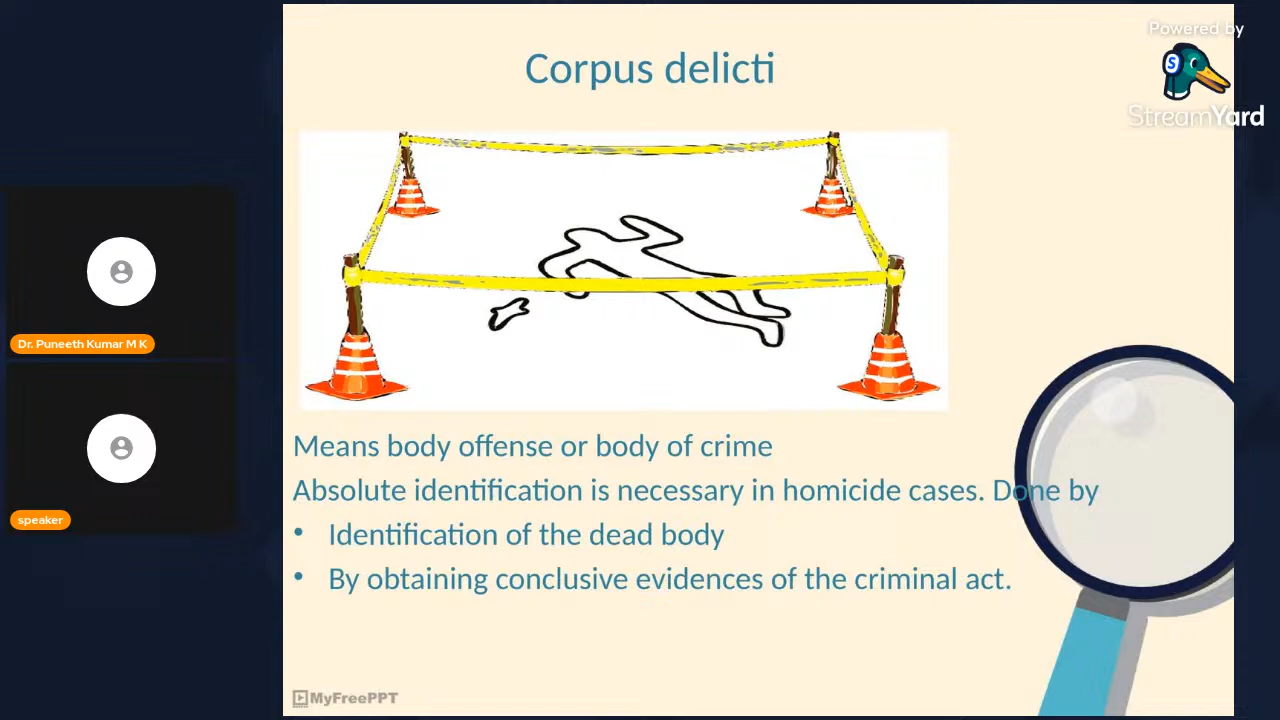 Powered by
S
StreamYard
Corpus delicti
Dr. Puneeth Kumar M K
speaker
Means body offense or body of crime
Absolute identification is necessary in homicide cases. Done by
• Identification of the dead body
• By obtaining conclusive evidences of the criminal act.
MyFreePPT